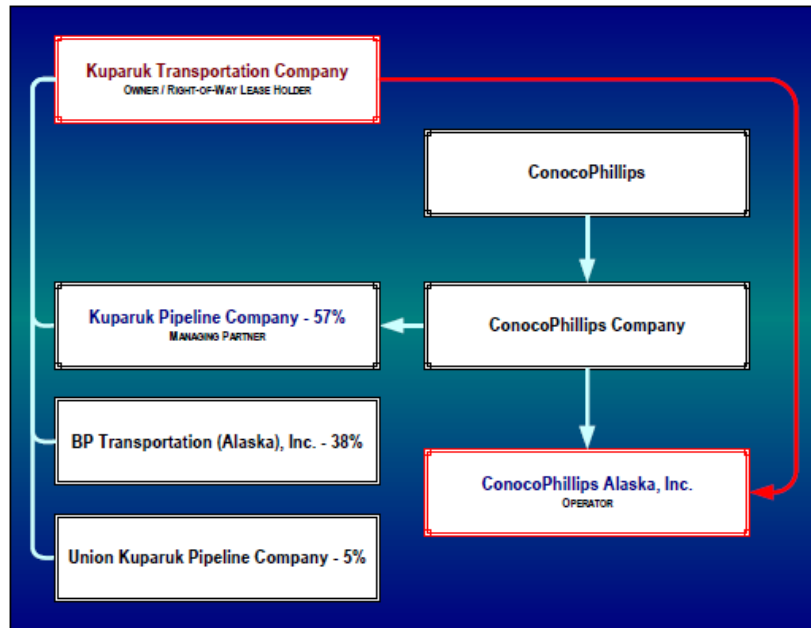 Kuparuk Transportation Company
OWNER / RIGHT-OF-WAY LEASE HOLDER
ConocoPhillips
Kuparuk Pipeline Company - 57%
MANAGING PARTNER
ConocoPhillips Company
BP Transportation (Alaska), Inc. - 38%
ConocoPhillips Alaska, Inc.
OPERATOR
Union Kuparuk Pipeline Company - 5%